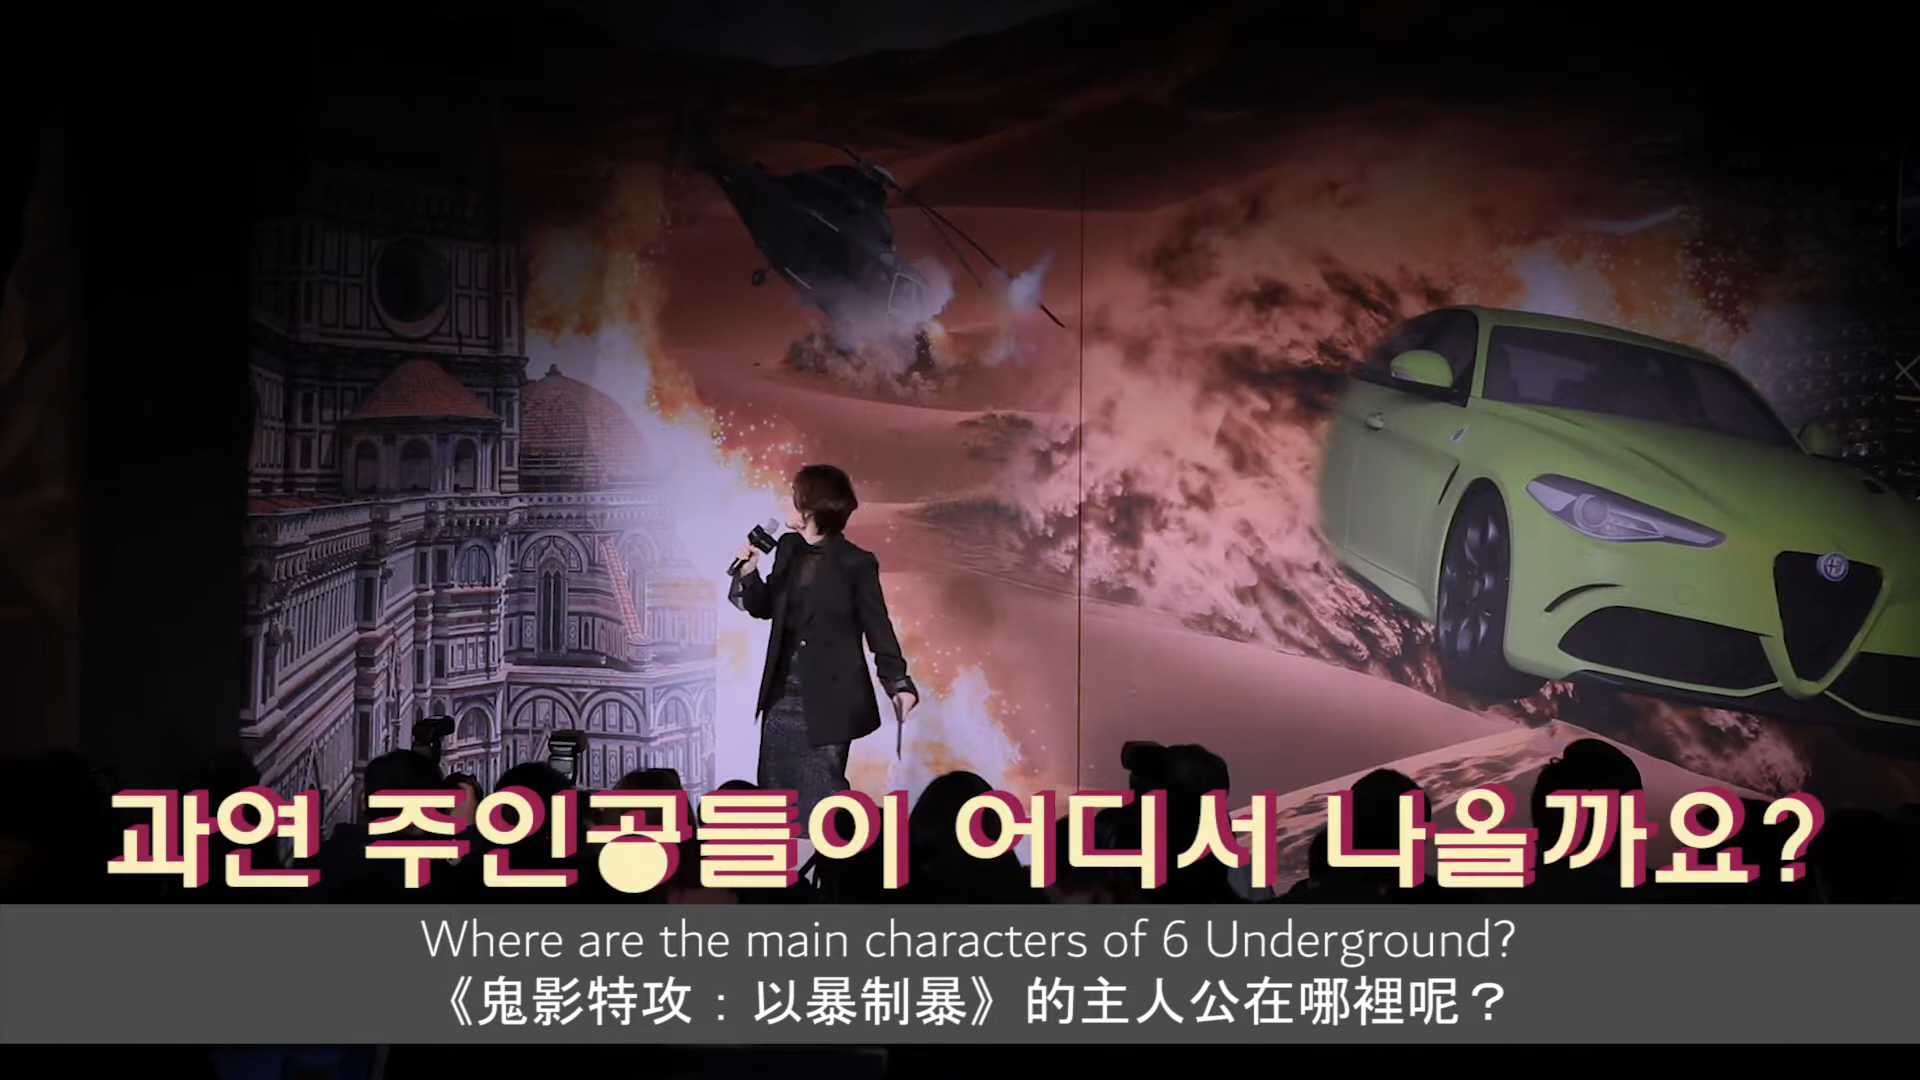 과연 주인공들이 어디서 나올까요?
Where are the main characters of 6 Underground?
《鬼影特攻：以暴制暴》的主人公在哪裡呢？